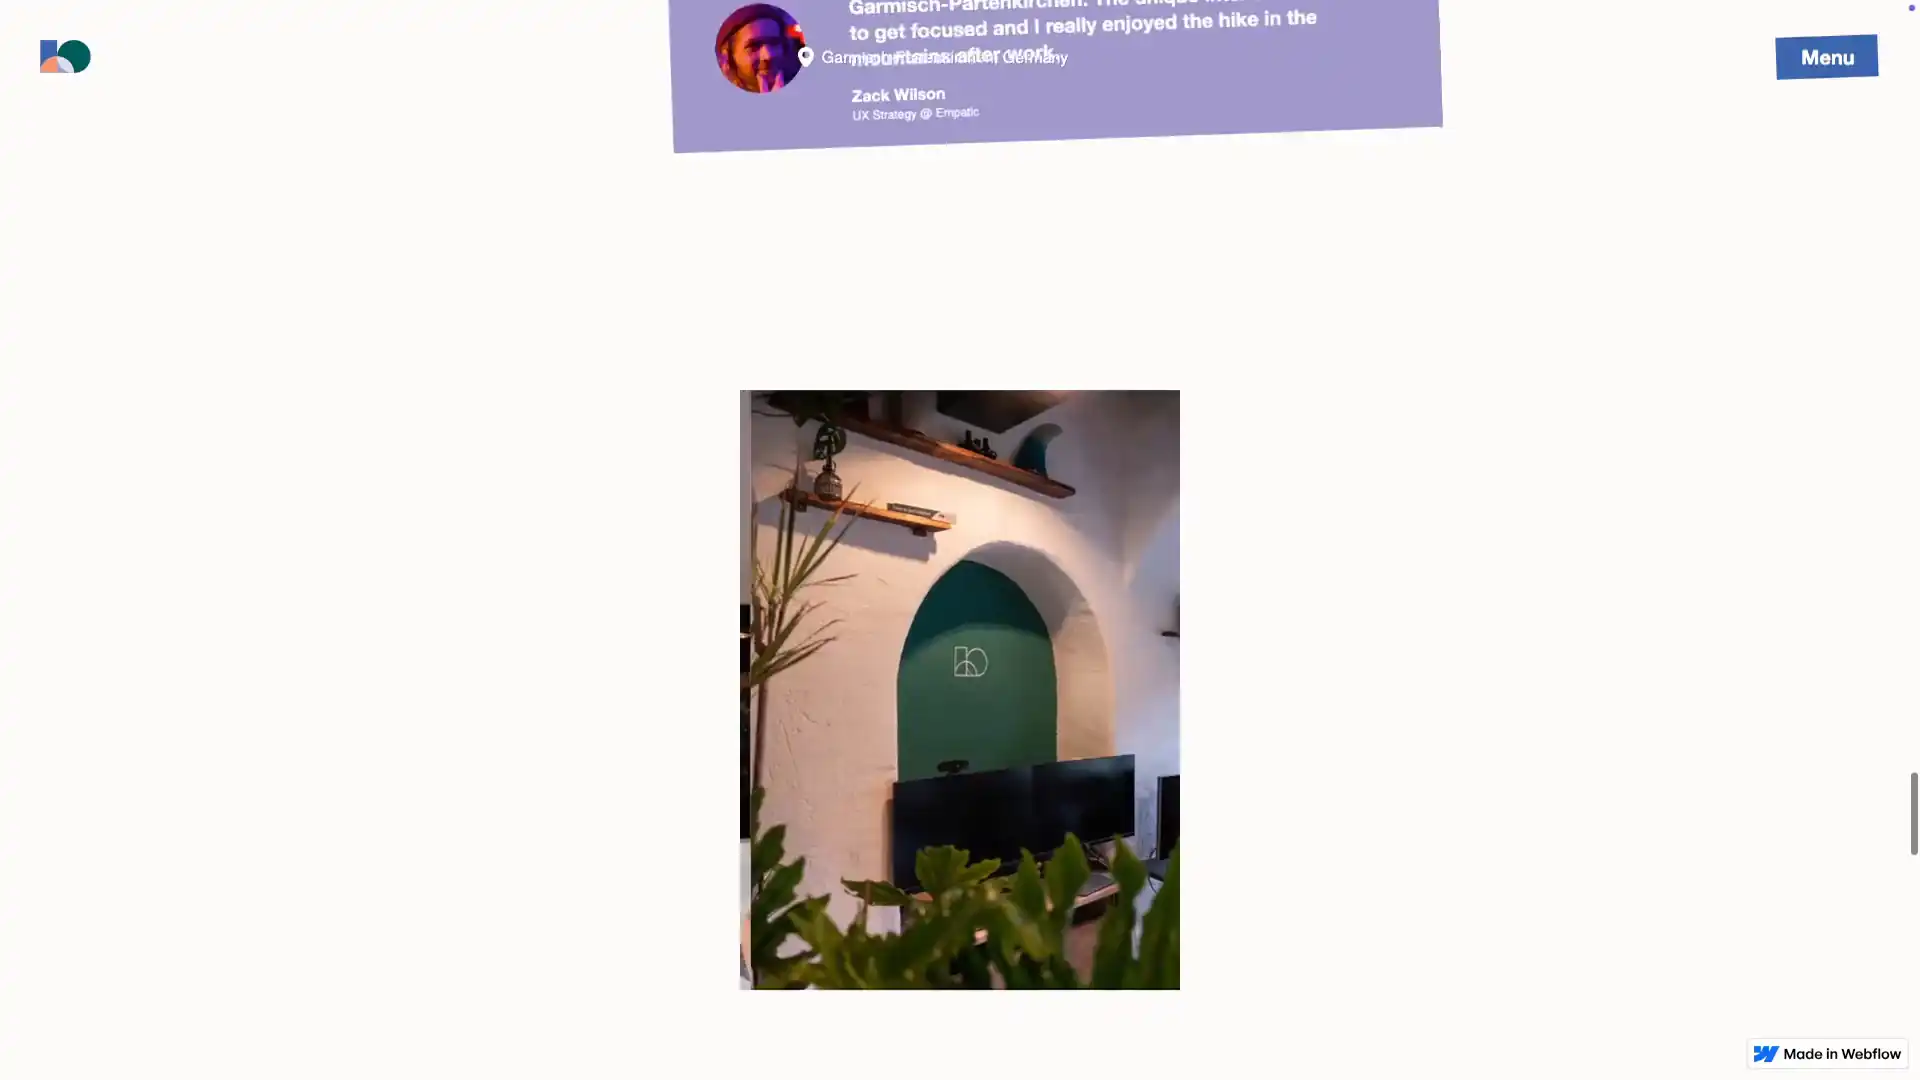 Garmisch-Partenkirchen. The unique
to get focused and I really enjoyed the hike in the
mountains after work.
Garmisch-Partenkirchen, Germany
Menu
Zack Wilson
UX Strategy @ Empatic
Made in Webflow